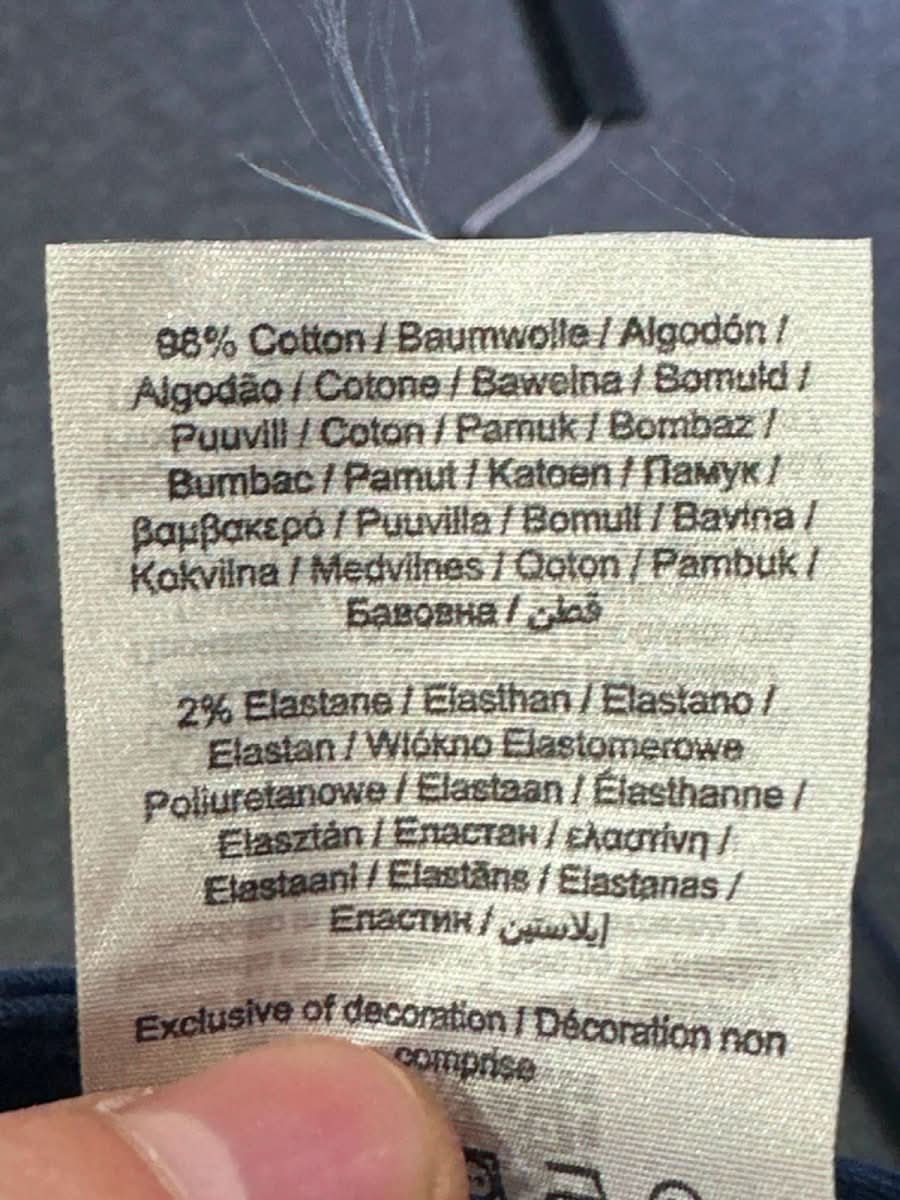 98% Cotton / Baumwolle / Algodón /
Algodão / Cotone / Bawełna / Bomuld /
Puuvill / Coton / Pamuk / Bombaz /
Bumbac / Pamut / Katoen / Памук /
βαμβακερό / Puuvilla / Bomull / Bavlna /
Kokvilna / Medvilnes / Qoton / Pambuk /
Бавовна / قطن
2% Elastane / Elasthan / Elastano /
Elastan / Włókno Elastomerowe
Poliuretanowe / Elastaan / Élasthanne /
Elasztán / Еластан / ελαστίνη /
Elastaani / Elastāns / Elastanas /
Еластин / إيلاستين
Exclusive of decoration / Décoration non
comprise